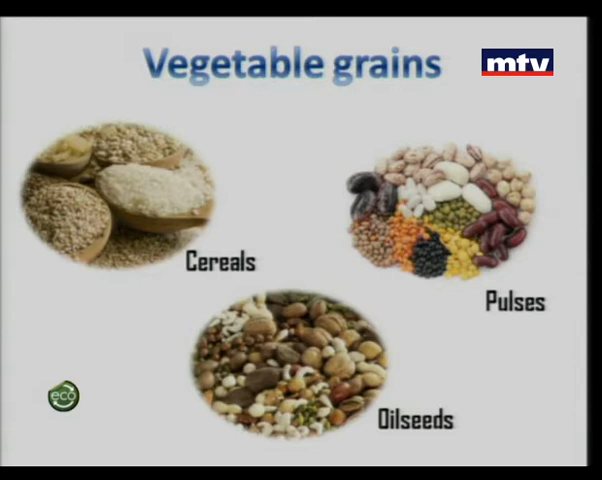 Vegetable grains
mtv
Cereals
Pulses
Oilseeds
eco